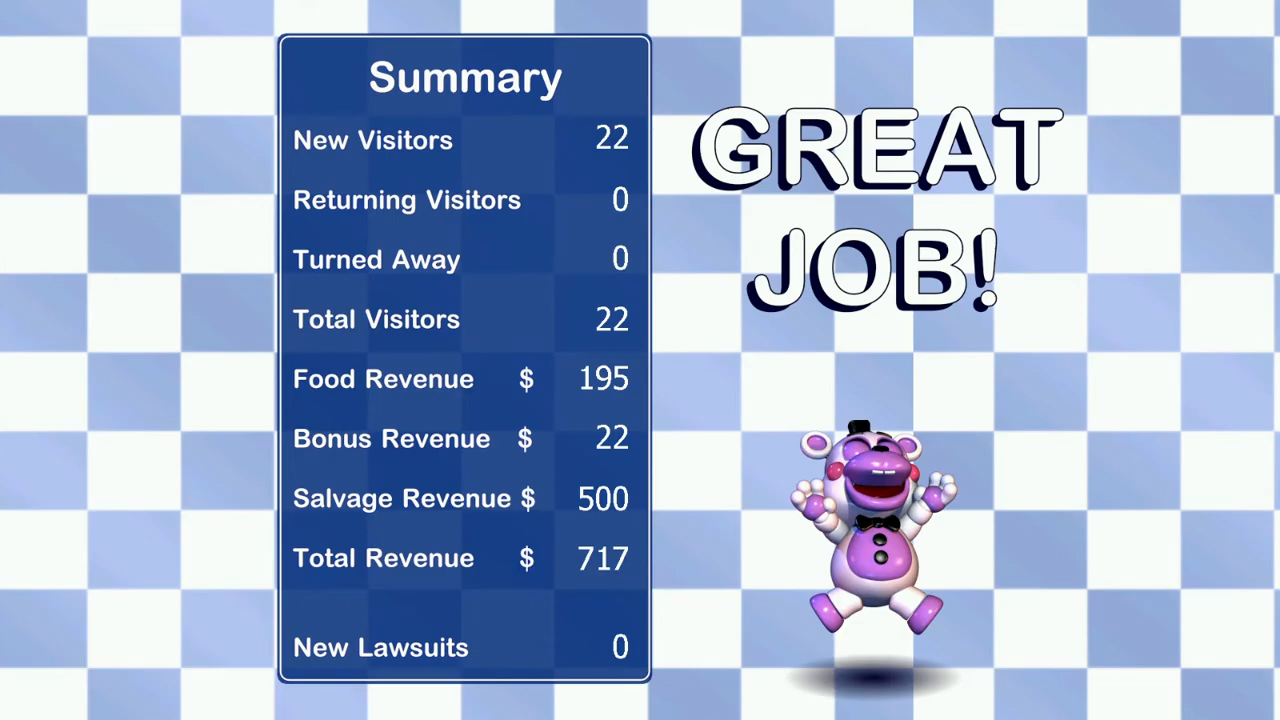 Summary
New Visitors 22
Returning Visitors 0
Turned Away 0
Total Visitors 22
Food Revenue $ 195
Bonus Revenue $ 22
Salvage Revenue $ 500
Total Revenue $ 717
New Lawsuits 0
GREAT
JOB!